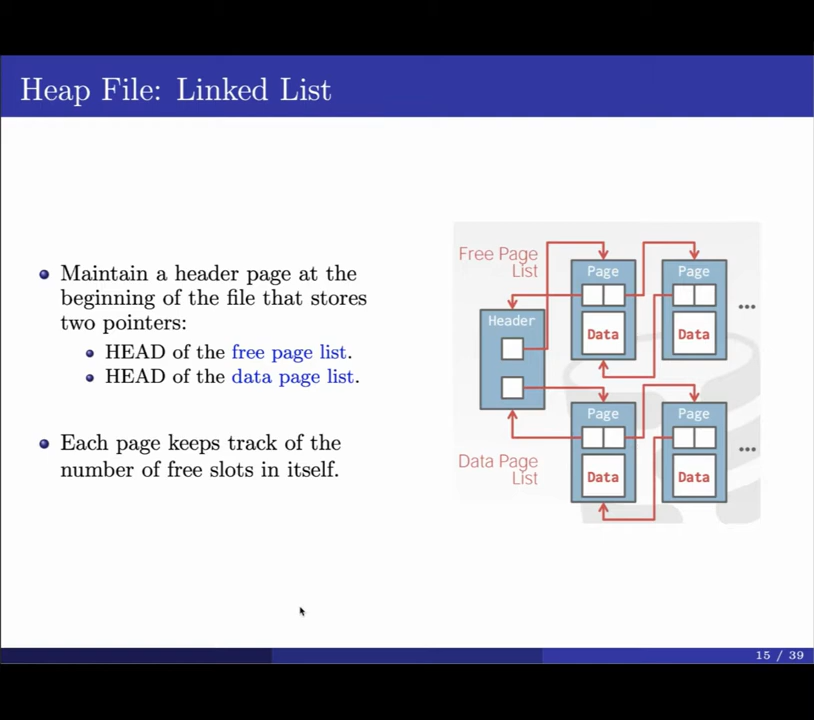 Heap File: Linked List
Maintain a header page at the
beginning of the file that stores
two pointers:
HEAD of the free page list.
HEAD of the data page list.
Each page keeps track of the
number of free slots in itself.
Free Page
List
Page
Page
Data
Data
...
Header
Page
Page
Data
Data
...
Data Page
List
15 / 39